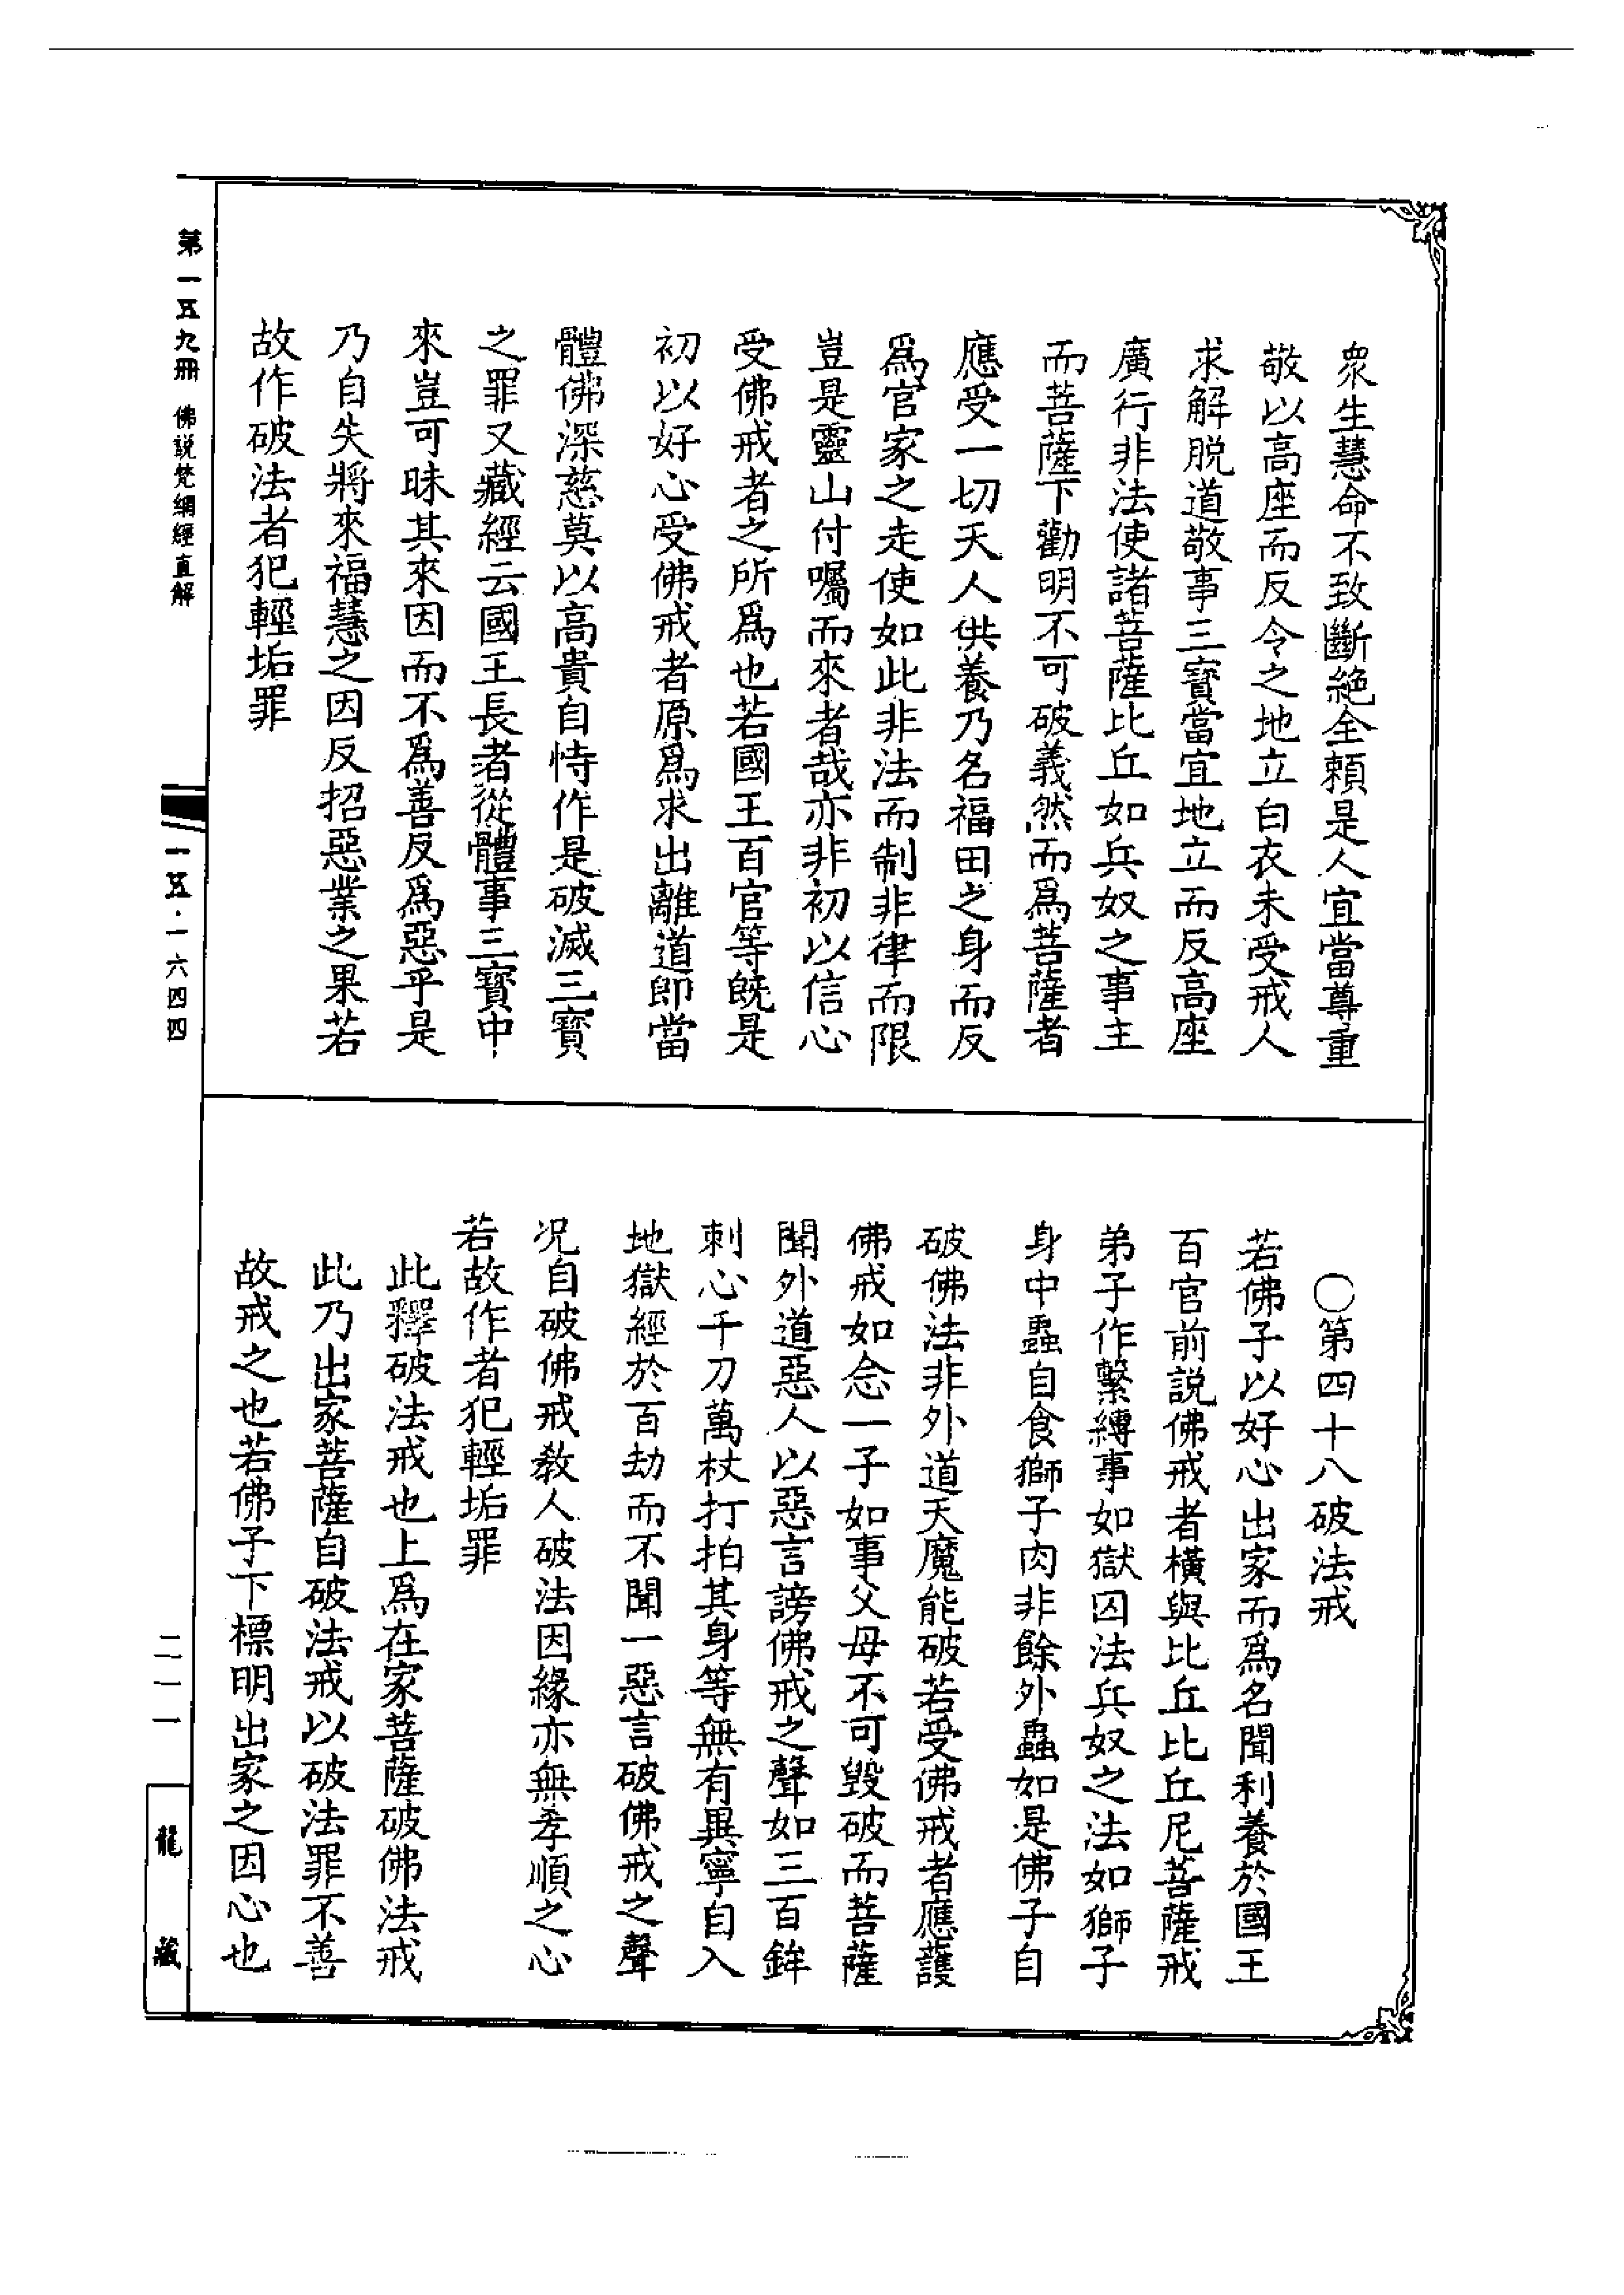 衆生慧命不致斷絕全賴是人宜當尊重
敬以高座而反令之地立白衣未受戒人
求解脫道敬事三寳當宜地立而反高座
廣行非法使諸菩薩比丘如兵奴之事主
而菩薩下勸明不可破義然而爲菩薩者
應受一切天人供養乃名福田之身而反
爲官家之走使如此非法而制非律而限
豈是靈山付囑而來者哉亦非初以信心
受佛戒者之所爲也若國王百官等旣是
初以好心受佛戒者原爲求出離道即當
體佛深慈莫以高貴自恃作是破滅三寳
之罪又藏經云國王長者從體事三寳中
來豈可昧其來因而不爲善反爲惡乎是
乃自失將來福慧之因反招惡業之果若
故作破法者犯輕垢罪
〇第四十八破法戒
若佛子以好心出家而爲名聞利養於國王
百官前説佛戒者橫與比丘比丘尼菩薩戒
弟子作繫縛事如獄囚法兵奴之法如獅子
身中蟲自食獅子肉非餘外蟲如是佛子自
破佛法非外道天魔能破若受佛戒者應護
佛戒如念一子如事父母不可毀破而菩薩
聞外道惡人以惡言謗佛戒之聲如三百鉾
刺心千刀萬杖打拍其身等無有異寧自入
地獄經於百劫而不聞一惡言破佛戒之聲
况自破佛戒教人破法因緣亦無孝順之心
若故作者犯輕垢罪
此釋破法戒也上爲在家菩薩破佛法戒
此乃出家菩薩自破法戒以破法罪不善
故戒之也若佛子下標明出家之因心也
第一五九冊 佛説梵網經直解
一五·一六四四
二一一
龍藏